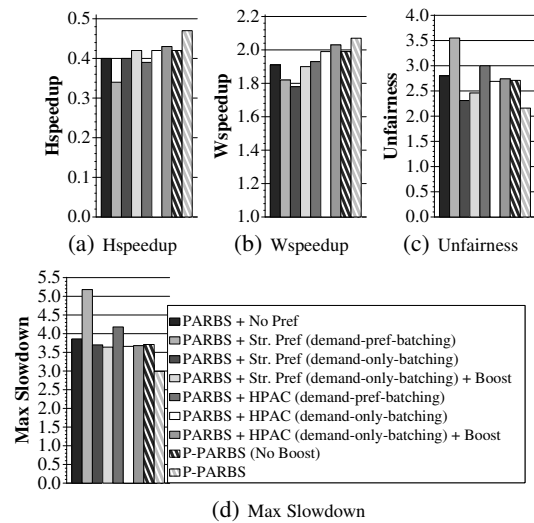 Hspeedup
0.5
0.4
0.3
0.2
0.1
0.0
(a) Hspeedup
Wspeedup
2.2
2.0
1.8
1.6
1.4
1.2
1.0
(b) Wspeedup
Unfairness
4.0
3.5
3.0
2.5
2.0
1.5
1.0
0.5
0.0
(c) Unfairness
Max Slowdown
5.5
5.0
4.5
4.0
3.5
3.0
2.5
2.0
1.5
1.0
0.5
0.0
PARBS + No Pref
PARBS + Str. Pref (demand-pref-batching)
PARBS + Str. Pref (demand-only-batching)
PARBS + Str. Pref (demand-only-batching) + Boost
PARBS + HPAC (demand-pref-batching)
PARBS + HPAC (demand-only-batching)
PARBS + HPAC (demand-only-batching) + Boost
P-PARBS (No Boost)
P-PARBS
(d) Max Slowdown